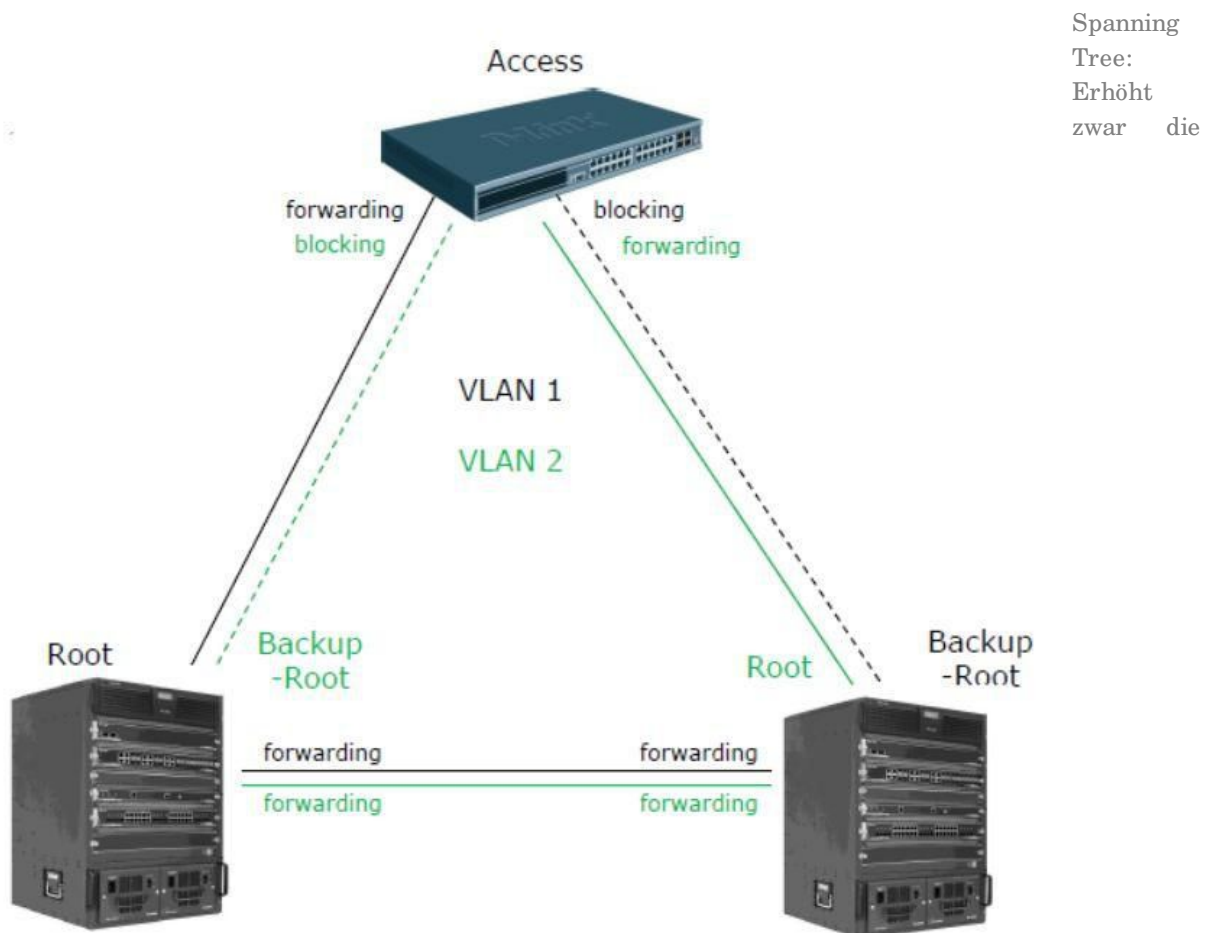 Spanning
Tree:
Erhöht
zwar die
Access
D-Link
forwarding
blocking
blocking
forwarding
VLAN 1
VLAN 2
Root
Backup
-Root
Root
Backup
-Root
forwarding
forwarding
forwarding
forwarding